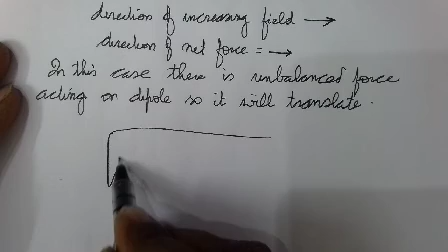 direction of increasing field →
direction of net force = →
In this case there is unbalanced force
acting on dipole so it will translate.